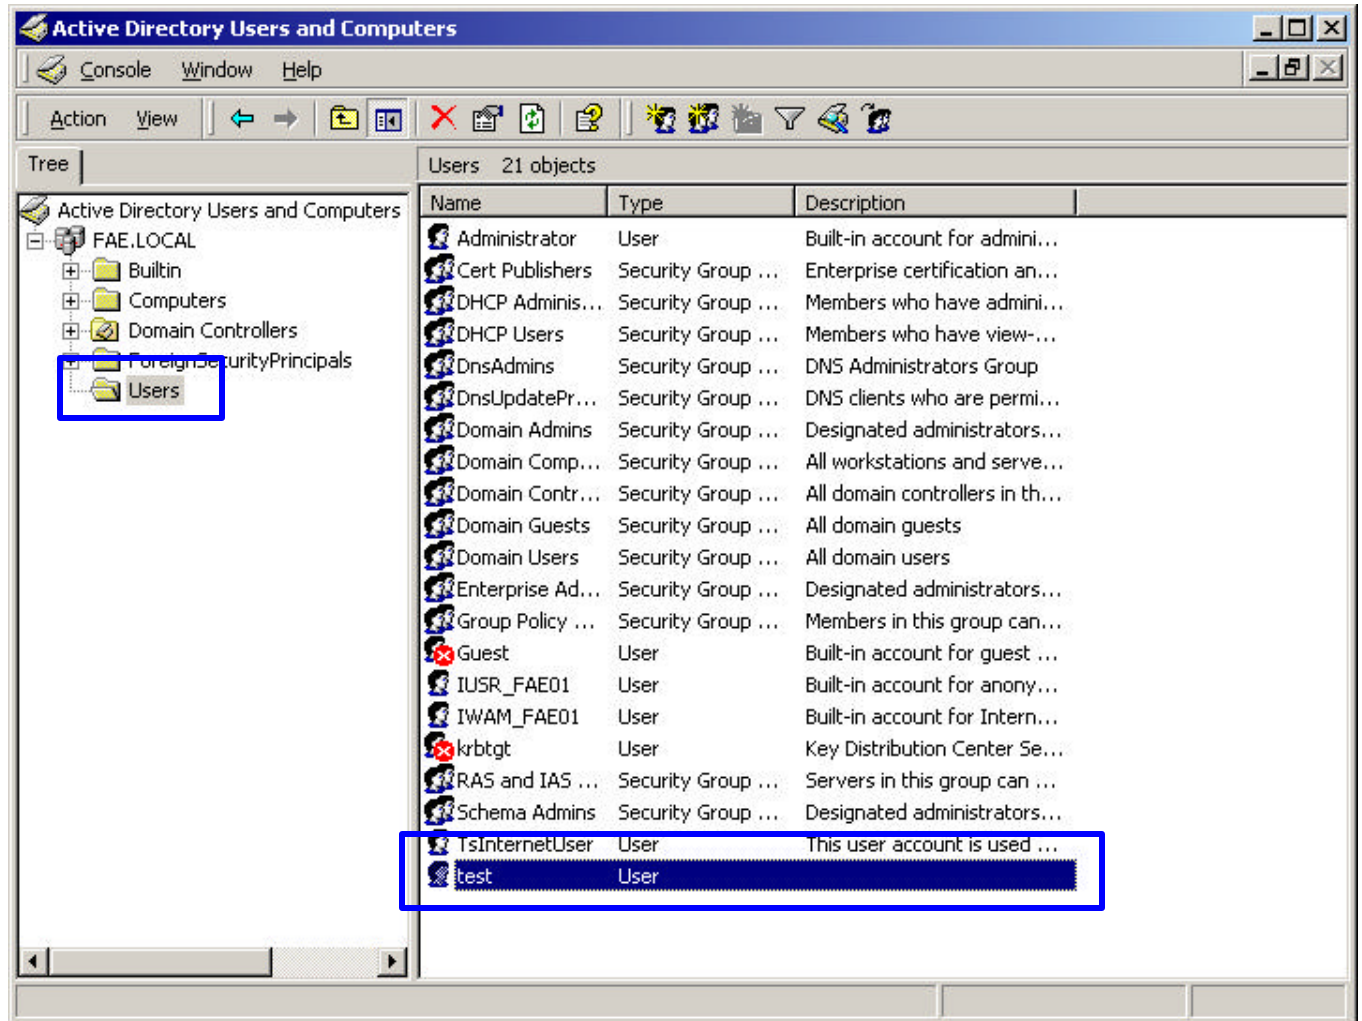 Active Directory Users and Computers
Console Window Help
Action View
Tree
Users 21 objects
Active Directory Users and Computers
FAE.LOCAL
Builtin
Computers
Domain Controllers
ForeignSecurityPrincipals
Users
Name Type Description
Administrator User Built-in account for admini...
Cert Publishers Security Group ... Enterprise certification an...
DHCP Adminis... Security Group ... Members who have admini...
DHCP Users Security Group ... Members who have view-...
DnsAdmins Security Group ... DNS Administrators Group
DnsUpdatePr... Security Group ... DNS clients who are permi...
Domain Admins Security Group ... Designated administrators...
Domain Comp... Security Group ... All workstations and serve...
Domain Contr... Security Group ... All domain controllers in th...
Domain Guests Security Group ... All domain guests
Domain Users Security Group ... All domain users
Enterprise Ad... Security Group ... Designated administrators...
Group Policy ... Security Group ... Members in this group can...
Guest User Built-in account for guest ...
IUSR_FAE01 User Built-in account for anony...
IWAM_FAE01 User Built-in account for Intern...
krbtgt User Key Distribution Center Se...
RAS and IAS ... Security Group ... Servers in this group can ...
Schema Admins Security Group ... Designated administrators...
TsInternetUser User This user account is used ...
test User